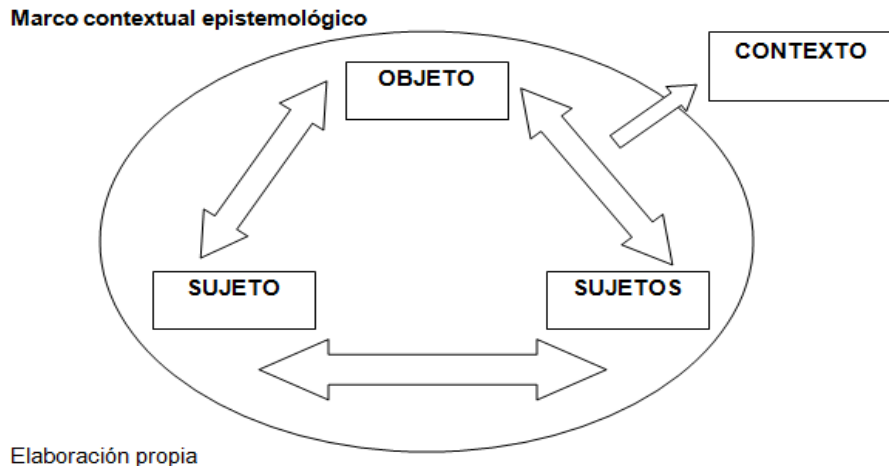 Marco contextual epistemológico
OBJETO
CONTEXTO
SUJETO
SUJETOS
Elaboración propia